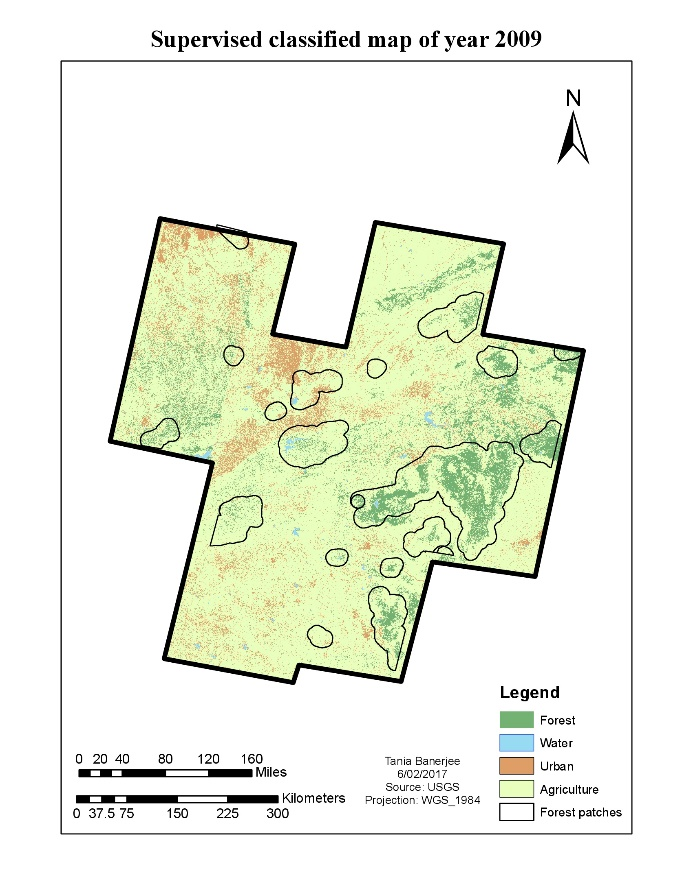 Supervised classified map of year 2009
N
Legend
Forest
Water
Urban
Agriculture
Forest patches
0 20 40 80 120 160
Miles
Kilometers
0 37.5 75 150 225 300
Tania Banerjee
6/02/2017
Source: USGS
Projection: WGS_1984